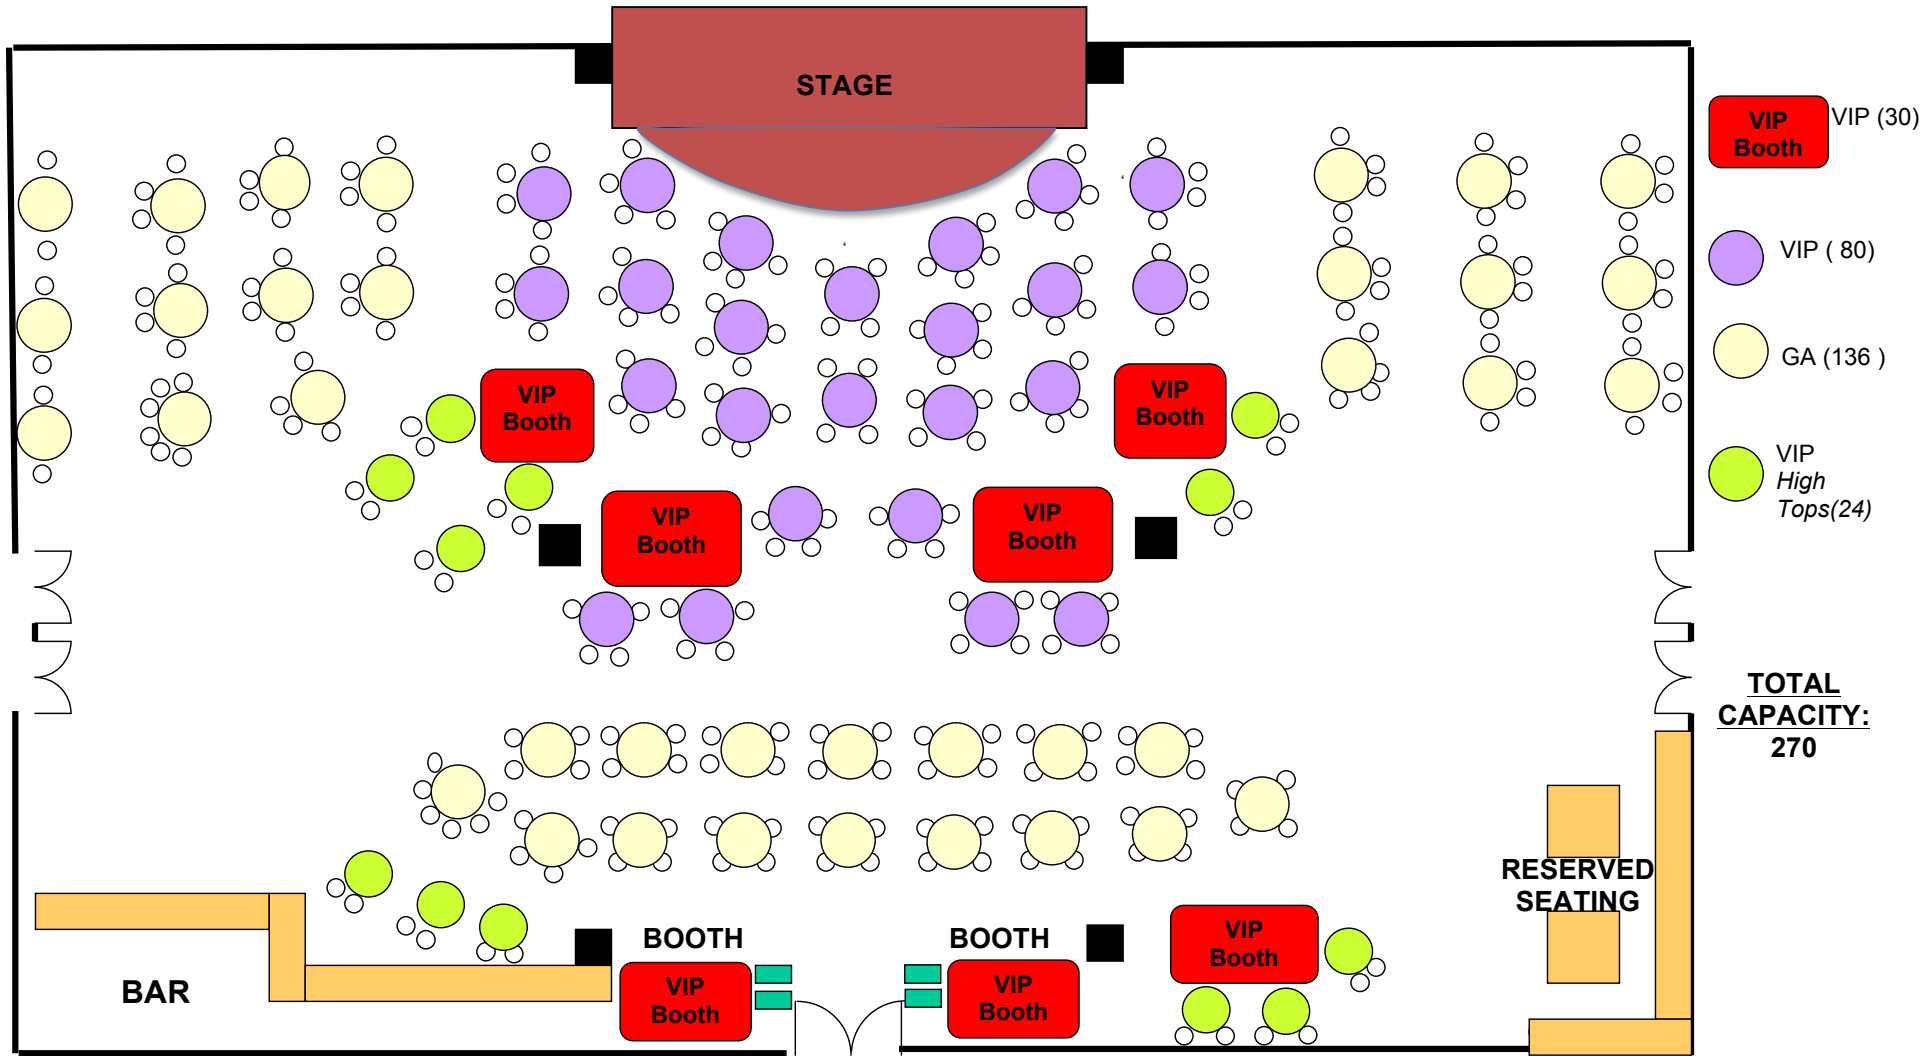 STAGE
VIP
Booth
VIP (30)
VIP ( 80)
GA (136 )
VIP
High
Tops(24)
VIP
Booth
VIP
Booth
VIP
Booth
VIP
Booth
TOTAL
CAPACITY:
270
RESERVED
SEATING
BOOTH
BOOTH
VIP
Booth
BAR
VIP
Booth
VIP
Booth